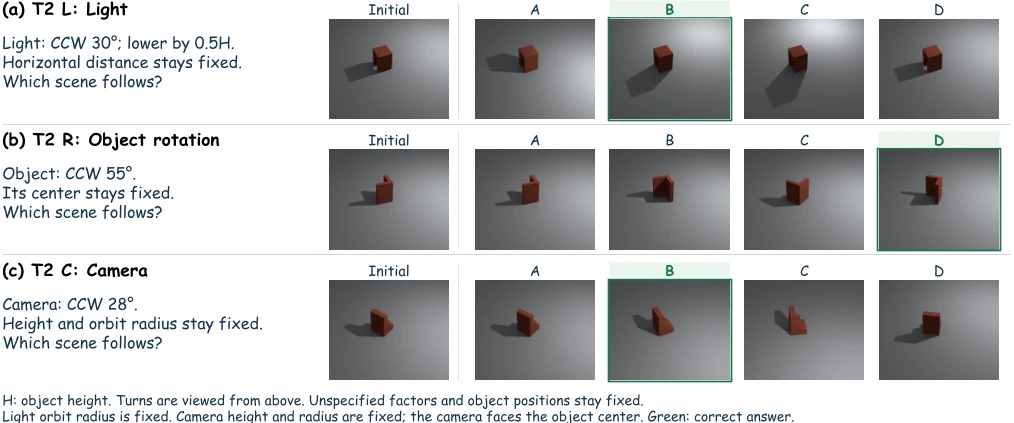 (a) T2 L: Light
Light: CCW 30°; lower by 0.5H.
Horizontal distance stays fixed.
Which scene follows?
Initial A B C D
(b) T2 R: Object rotation
Object: CCW 55°.
Its center stays fixed.
Which scene follows?
Initial A B C D
(c) T2 C: Camera
Camera: CCW 28°.
Height and orbit radius stay fixed.
Which scene follows?
Initial A B C D
H: object height. Turns are viewed from above. Unspecified factors and object positions stay fixed.
Light orbit radius is fixed. Camera height and radius are fixed; the camera faces the object center. Green: correct answer.